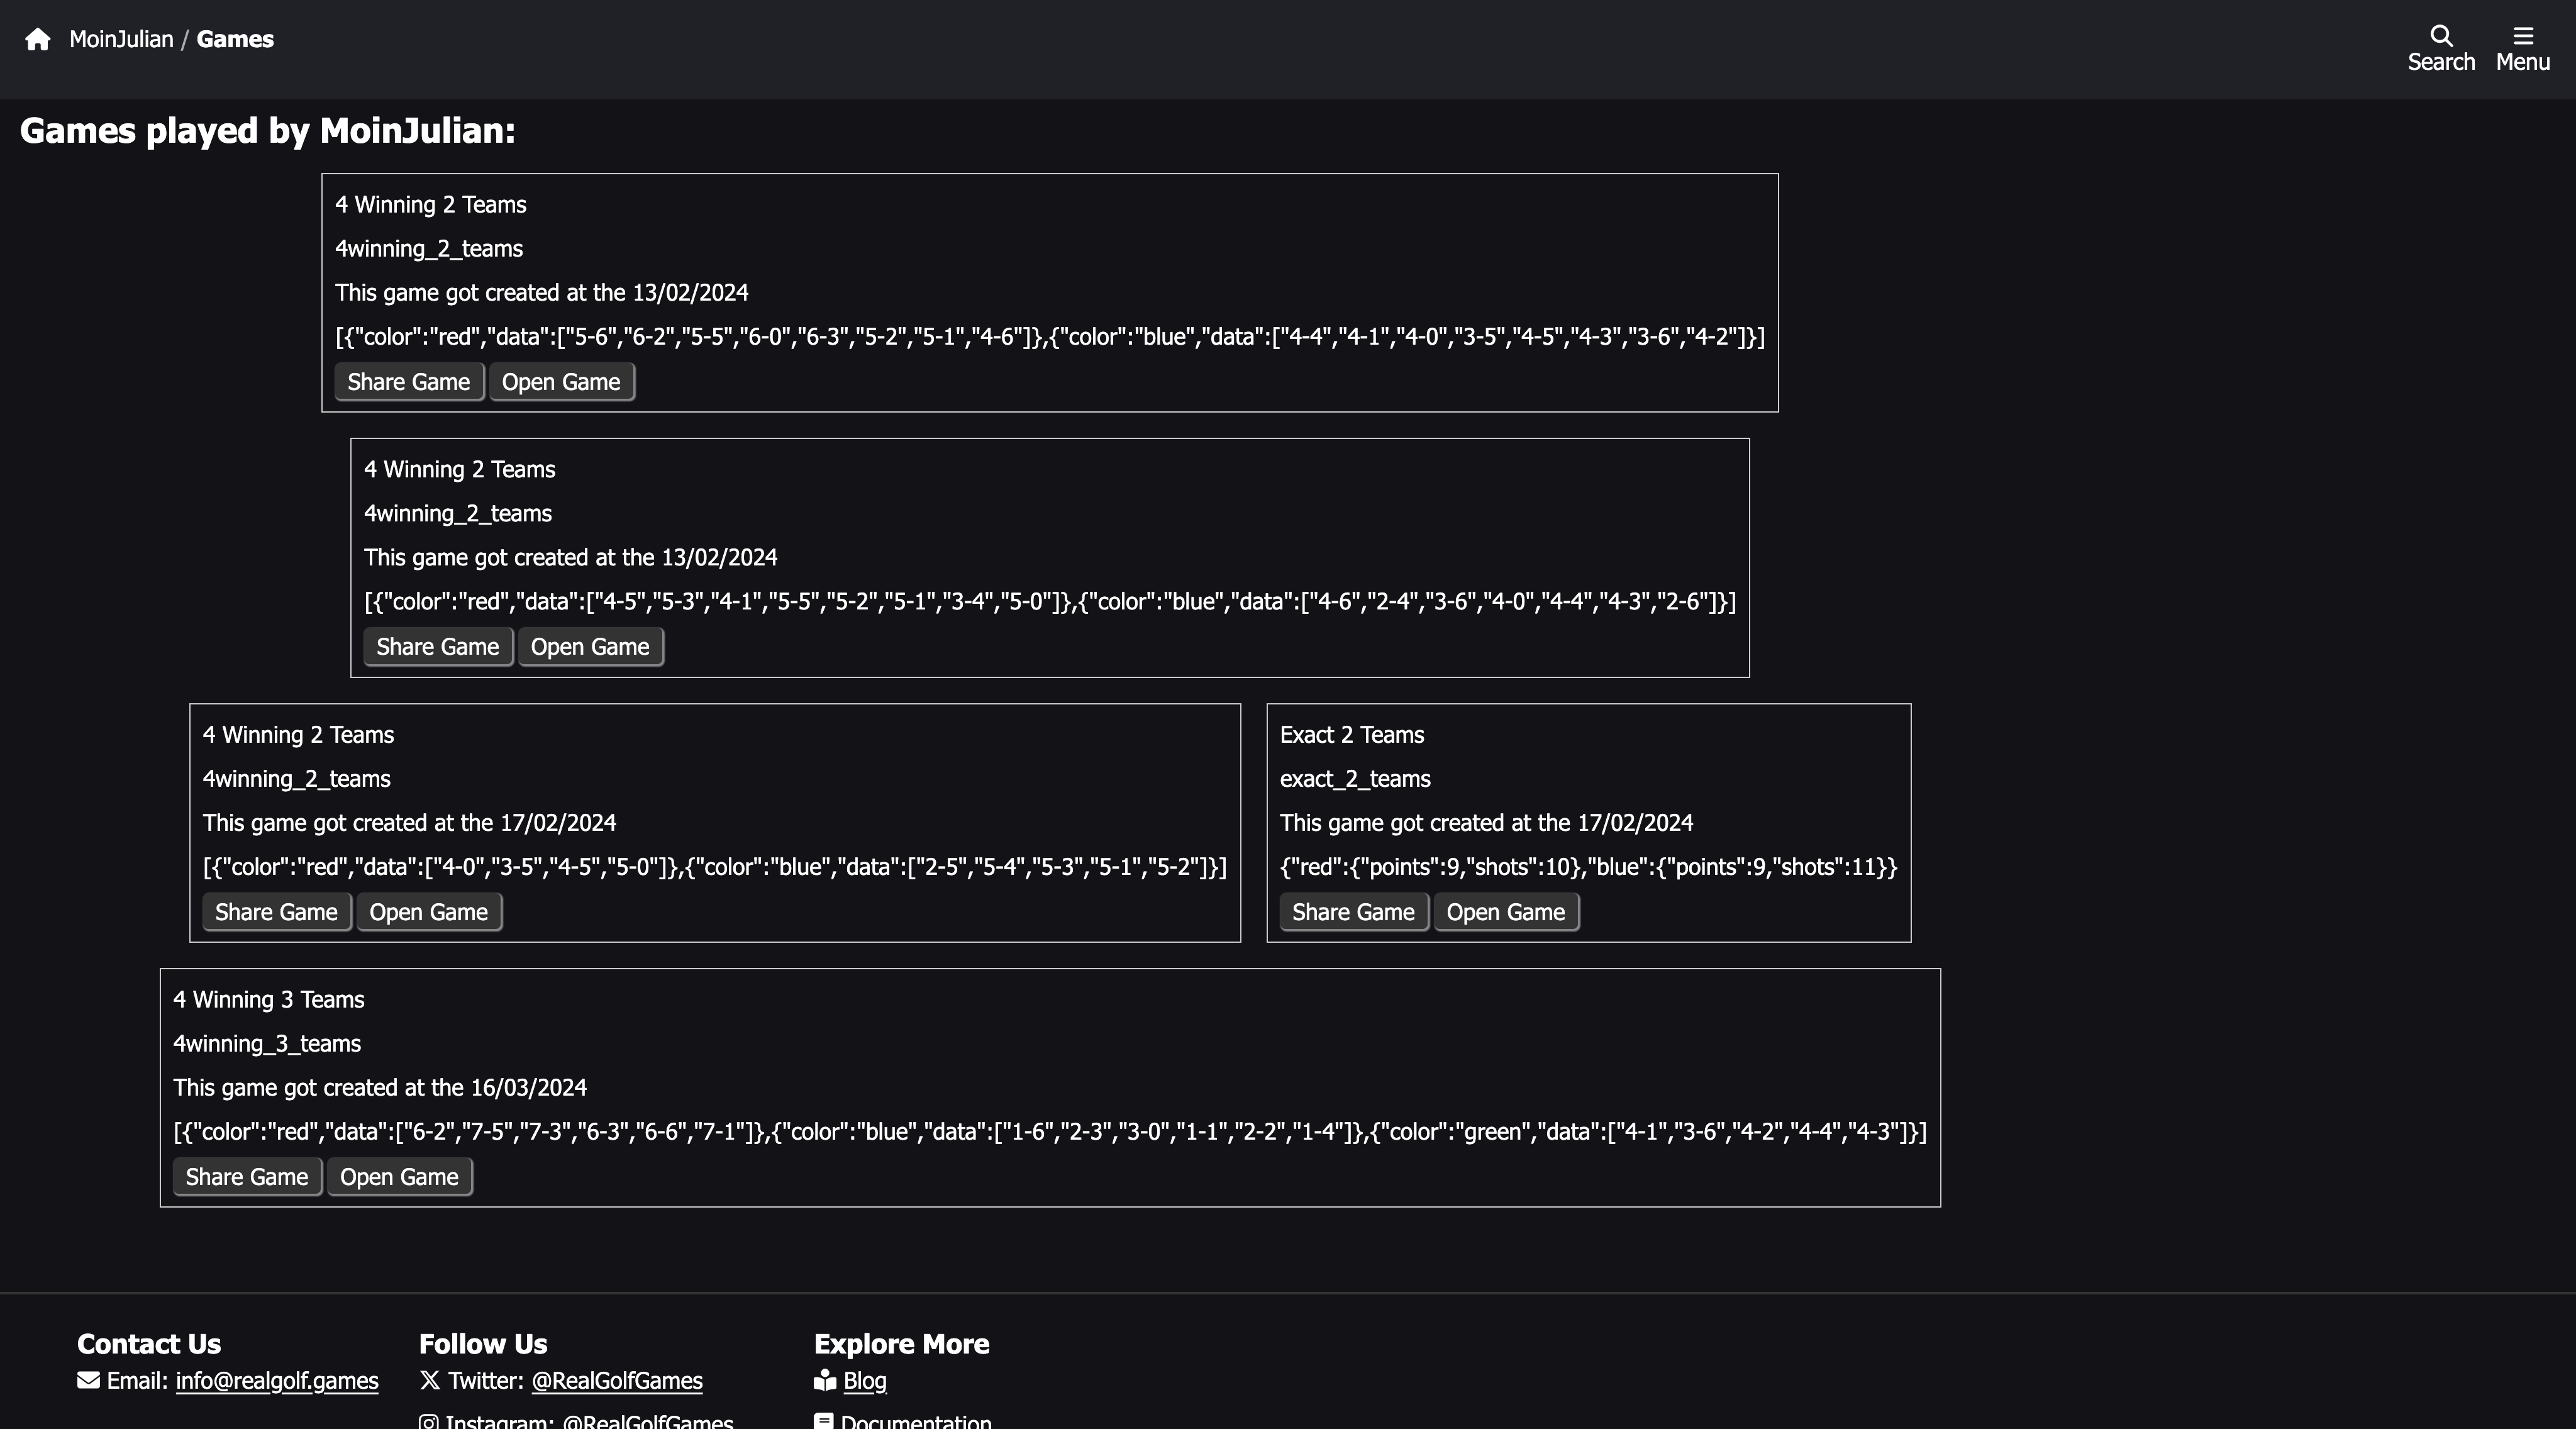 MoinJulian / Games
Search
Menu
Games played by MoinJulian:
4 Winning 2 Teams
4winning_2_teams
This game got created at the 13/02/2024
[{"color":"red","data":["5-6","6-2","5-5","6-0","6-3","5-2","5-1","4-6"]},{"color":"blue","data":["4-4","4-1","4-0","3-5","4-5","4-3","3-6","4-2"]}]
Share Game
Open Game
4 Winning 2 Teams
4winning_2_teams
This game got created at the 13/02/2024
[{"color":"red","data":["4-5","5-3","4-1","5-5","5-2","5-1","3-4","5-0"]},{"color":"blue","data":["4-6","2-4","3-6","4-0","4-4","4-3","2-6"]}]
Share Game
Open Game
4 Winning 2 Teams
4winning_2_teams
This game got created at the 17/02/2024
[{"color":"red","data":["4-0","3-5","4-5","5-0"]},{"color":"blue","data":["2-5","5-4","5-3","5-1","5-2"]}]
Share Game
Open Game
Exact 2 Teams
exact_2_teams
This game got created at the 17/02/2024
{"red":{"points":9,"shots":10},"blue":{"points":9,"shots":11}}
Share Game
Open Game
4 Winning 3 Teams
4winning_3_teams
This game got created at the 16/03/2024
[{"color":"red","data":["6-2","7-5","7-3","6-3","6-6","7-1"]},{"color":"blue","data":["1-6","2-3","3-0","1-1","2-2","1-4"]},{"color":"green","data":["4-1","3-6","4-2","4-4","4-3"]}]
Share Game
Open Game
Contact Us
Email: info@realgolf.games
Follow Us
Twitter: @RealGolfGames
Instagram: @RealGolfGames
Explore More
Blog
Documentation